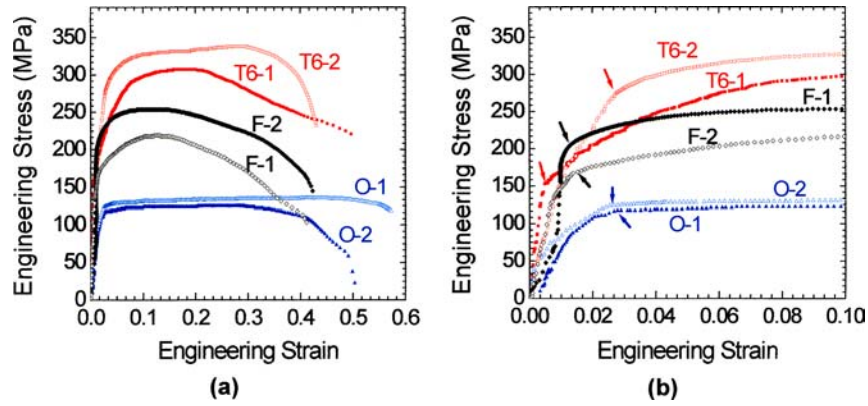 Engineering Stress (MPa)
350
300
250
200
150
100
50
0
T6-2
T6-1
F-2
F-1
O-1
O-2
0.0 0.1 0.2 0.3 0.4 0.5 0.6
Engineering Strain
(a)
Engineering Stress (MPa)
350
300
250
200
150
100
50
0
T6-2
T6-1
F-1
F-2
O-2
O-1
0.00 0.02 0.04 0.06 0.08 0.10
Engineering Strain
(b)